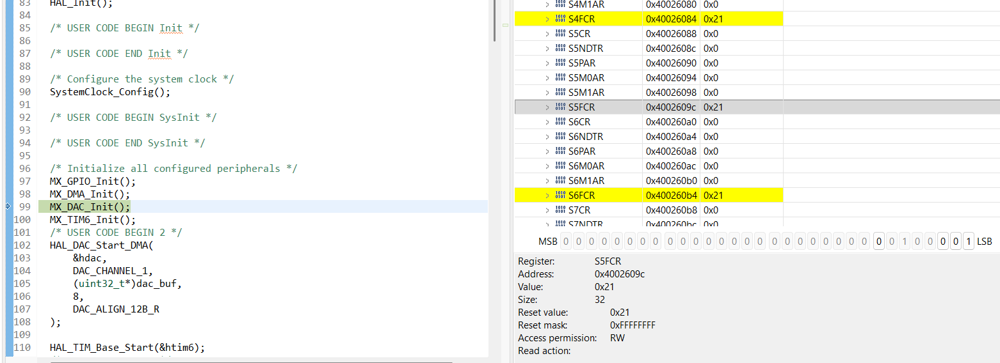 83 HAL_Init();
84
85 /* USER CODE BEGIN Init */
86
87 /* USER CODE END Init */
88
89 /* Configure the system clock */
90 SystemClock_Config();
91
92 /* USER CODE BEGIN SysInit */
93
94 /* USER CODE END SysInit */
95
96 /* Initialize all configured peripherals */
97 MX_GPIO_Init();
98 MX_DMA_Init();
99 MX_DAC_Init();
100 MX_TIM6_Init();
101 /* USER CODE BEGIN 2 */
102 HAL_DAC_Start_DMA(
103 &hdac,
104 DAC_CHANNEL_1,
105 (uint32_t*)dac_buf,
106 8,
107 DAC_ALIGN_12B_R
108 );
109
110 HAL_TIM_Base_Start(&htim6);
S4M1AR 0x40026080 0x0
S4FCR 0x40026084 0x21
S5CR 0x40026088 0x0
S5NDTR 0x4002608c 0x0
S5PAR 0x40026090 0x0
S5M0AR 0x40026094 0x0
S5M1AR 0x40026098 0x0
S5FCR 0x4002609c 0x21
S6CR 0x400260a0 0x0
S6NDTR 0x400260a4 0x0
S6PAR 0x400260a8 0x0
S6M0AR 0x400260ac 0x0
S6M1AR 0x400260b0 0x0
S6FCR 0x400260b4 0x21
S7CR 0x400260b8 0x0
S7NDTR 0x400260bc 0x0
MSB 0 0 0 0 0 0 0 0 0 0 0 0 0 0 0 0 0 0 0 0 0 0 0 0 0 0 1 0 0 0 0 1 LSB
Register: S5FCR
Address: 0x4002609c
Value: 0x21
Size: 32
Reset value: 0x21
Reset mask: 0xFFFFFFFF
Access permission: RW
Read action: